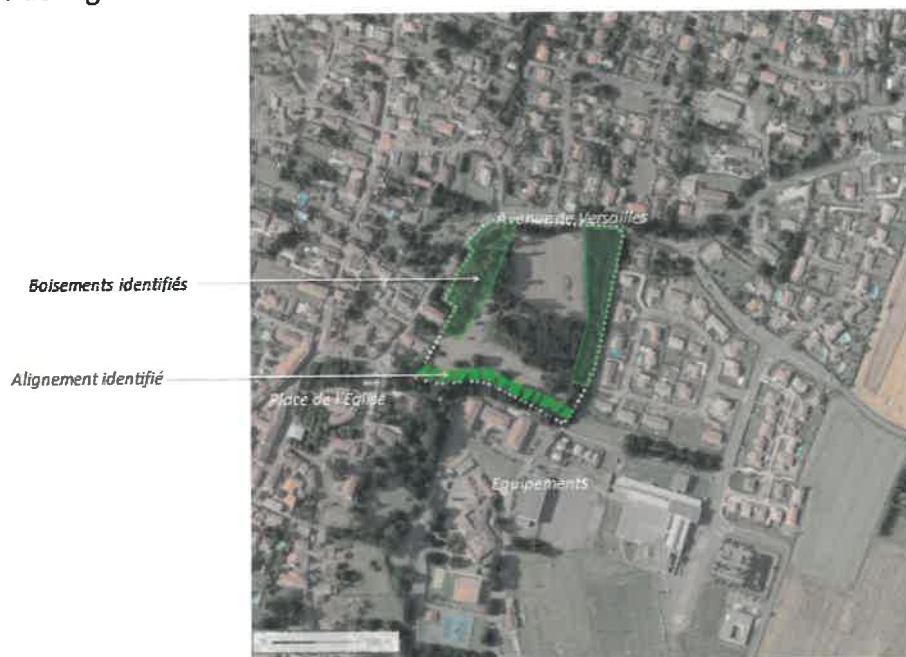 Avenue de Versailles
Boisements identifiés
Alignement identifié
Place de l'Eglise
Equipements